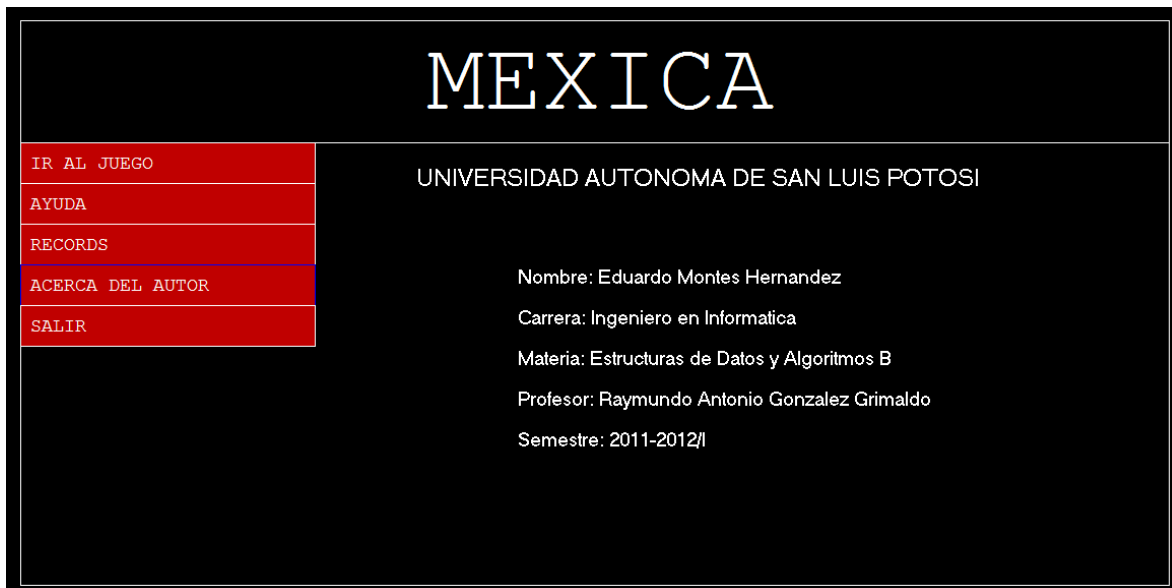 MEXICA
IR AL JUEGO
AYUDA
RECORDS
ACERCA DEL AUTOR
SALIR
UNIVERSIDAD AUTONOMA DE SAN LUIS POTOSI
Nombre: Eduardo Montes Hernandez
Carrera: Ingeniero en Informatica
Materia: Estructuras de Datos y Algoritmos B
Profesor: Raymundo Antonio Gonzalez Grimaldo
Semestre: 2011-2012/I